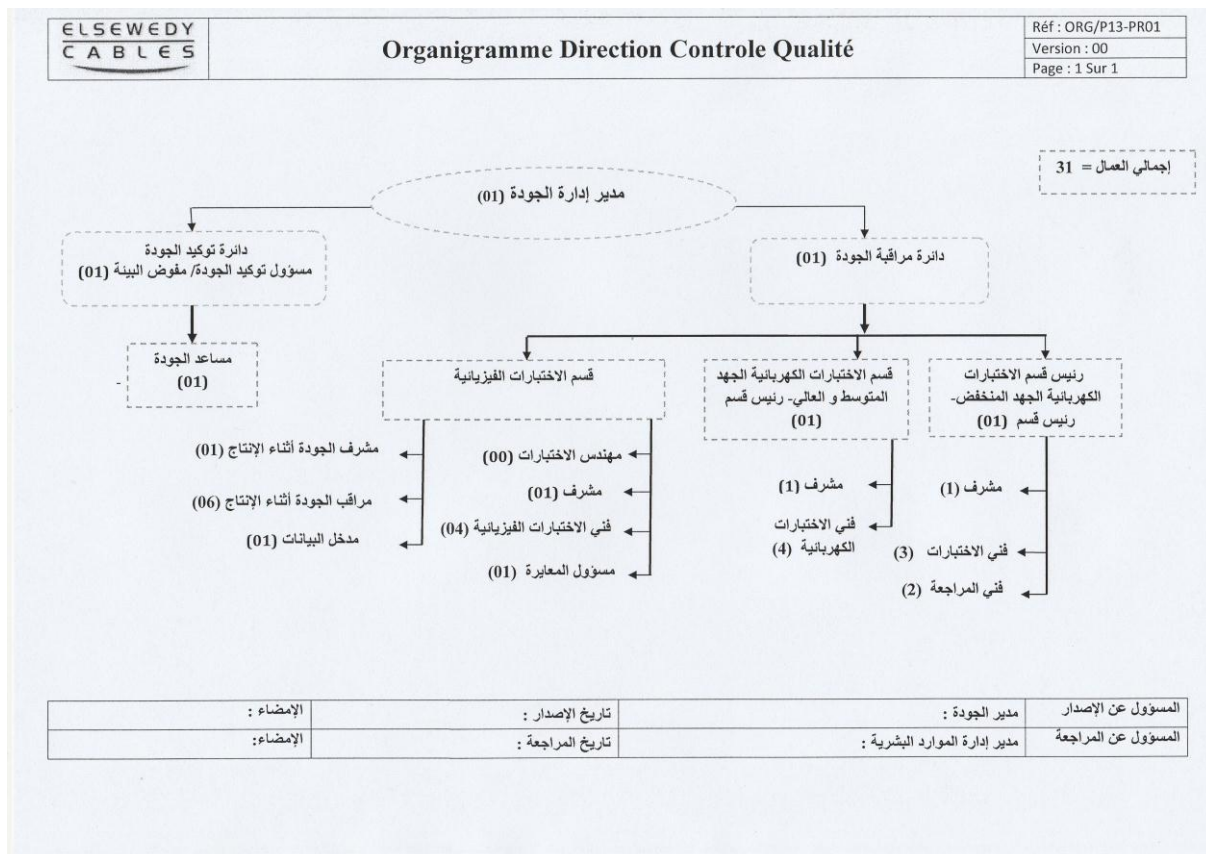 ELSEWEDY
CABLES
Organigramme Direction Controle Qualité
Réf : ORG/P13-PR01
Version : 00
Page : 1 Sur 1
إجمالي العمال = 31
مدير إدارة الجودة (01)
دائرة توكيد الجودة
مسؤول توكيد الجودة/ مفوض البيئة (01)
دائرة مراقبة الجودة (01)
مساعد الجودة
(01)
قسم الاختبارات الفيزيائية
قسم الاختبارات الكهربائية الجهد
المتوسط و العالي- رئيس قسم
(01)
رئيس قسم الاختبارات
الكهربائية الجهد المنخفض-
رئيس قسم (01)
مشرف الجودة أثناء الإنتاج (01)
مراقب الجودة أثناء الإنتاج (06)
مدخل البيانات (01)
مهندس الاختبارات (00)
مشرف (01)
فني الاختبارات الفيزيائية (04)
مسؤول المعايرة (01)
مشرف (1)
فني الاختبارات
الكهربائية (4)
مشرف (1)
فني الاختبارات (3)
فني المراجعة (2)
المسؤول عن الإصدار
مدير الجودة :
تاريخ الإصدار :
الإمضاء :
المسؤول عن المراجعة
مدير إدارة الموارد البشرية :
تاريخ المراجعة :
الإمضاء: